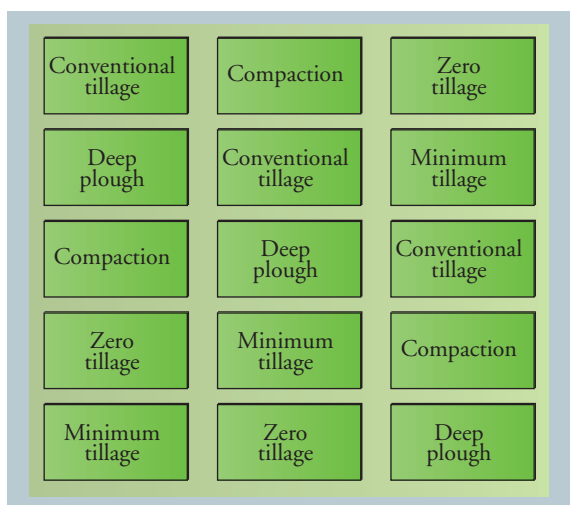 Conventional
tillage
Compaction
Zero
tillage
Deep
plough
Conventional
tillage
Minimum
tillage
Compaction
Deep
plough
Conventional
tillage
Zero
tillage
Minimum
tillage
Compaction
Minimum
tillage
Zero
tillage
Deep
plough